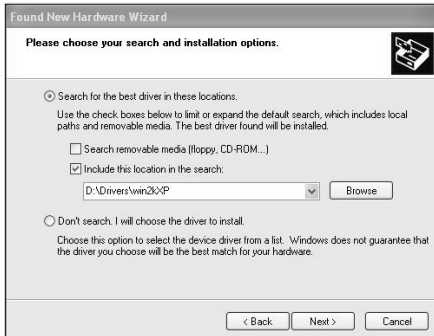 Found New Hardware Wizard
Please choose your search and installation options.
Search for the best driver in these locations.
Use the check boxes below to limit or expand the default search, which includes local
paths and removable media. The best driver found will be installed.
Search removable media (floppy, CD-ROM...)
Include this location in the search:
D:\Drivers\win2kXP
Browse
Don't search. I will choose the driver to install.
Choose this option to select the device driver from a list. Windows does not guarantee that
the driver you choose will be the best match for your hardware.
< Back
Next >
Cancel